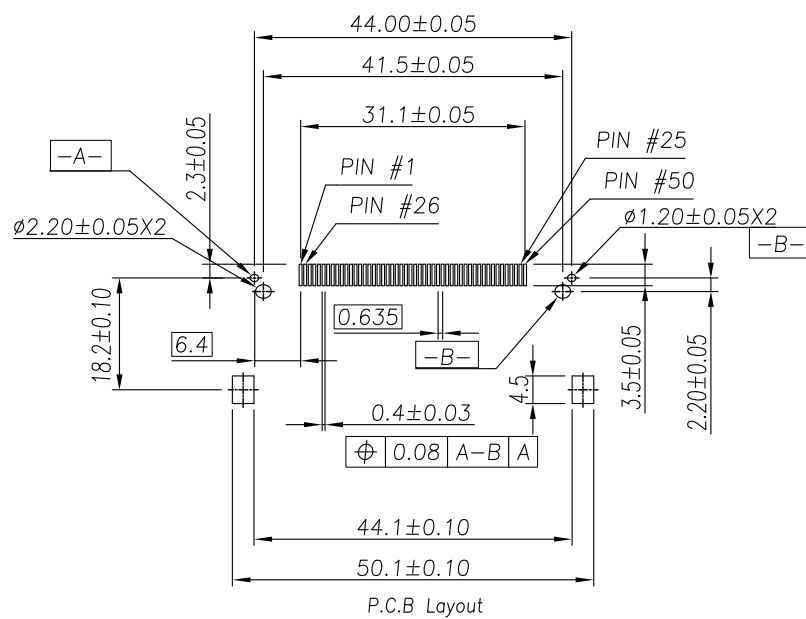 44.00±0.05
41.5±0.05
31.1±0.05
-A-
2.3±0.05
PIN #1
PIN #25
PIN #26
PIN #50
ø2.20±0.05X2
ø1.20±0.05X2
-B-
18.2±0.10
0.635
6.4
-B-
4.5
3.5±0.05
2.20±0.05
0.4±0.03
⌖ 0.08 A-B A
44.1±0.10
50.1±0.10
P.C.B Layout